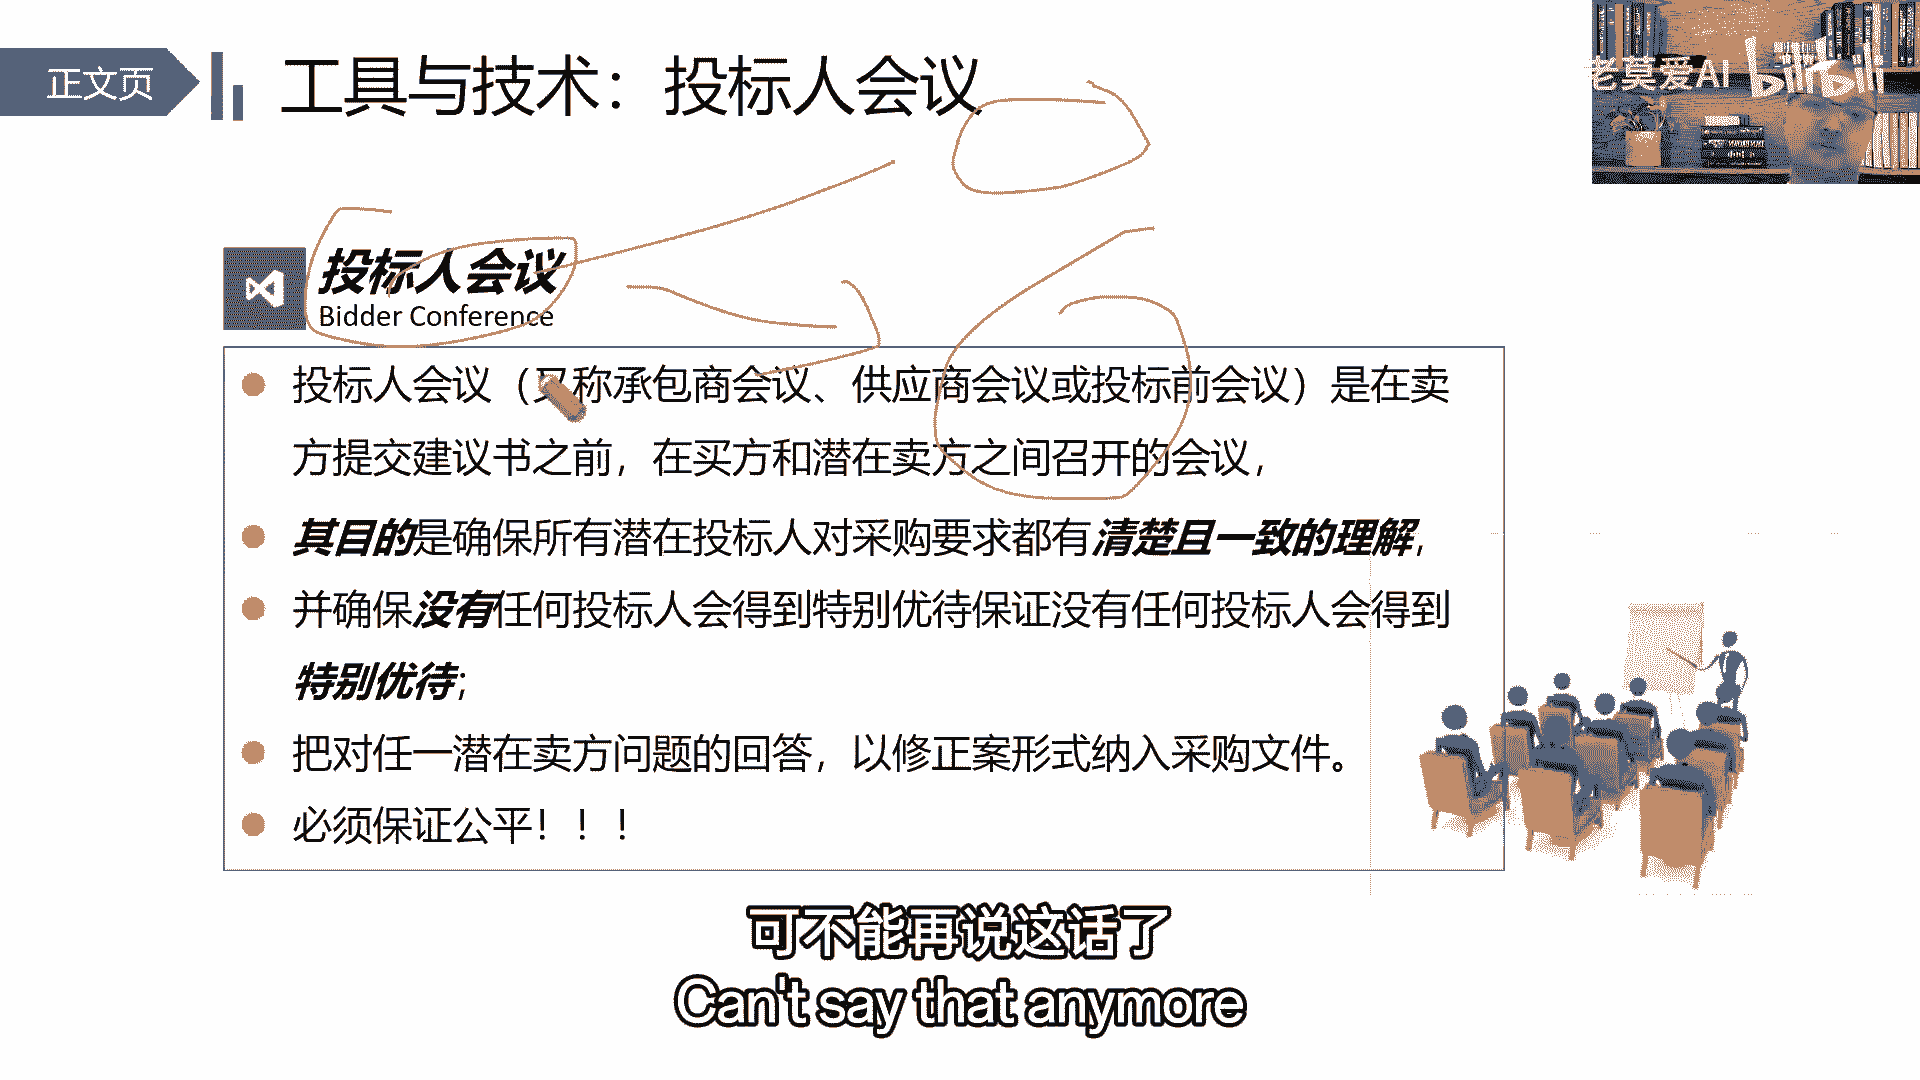 正文页
工具与技术：投标人会议
老莫爱AI
bilibili
投标人会议
Bidder Conference
投标人会议（又称承包商会议、供应商会议或投标前会议）是在卖
方提交建议书之前，在买方和潜在卖方之间召开的会议，
其目的是确保所有潜在投标人对采购要求都有清楚且一致的理解，
并确保没有任何投标人会得到特别优待保证没有任何投标人会得到
特别优待；
把对任一潜在卖方问题的回答，以修正案形式纳入采购文件。
必须保证公平！！！
可不能再说这话了
Can't say that anymore